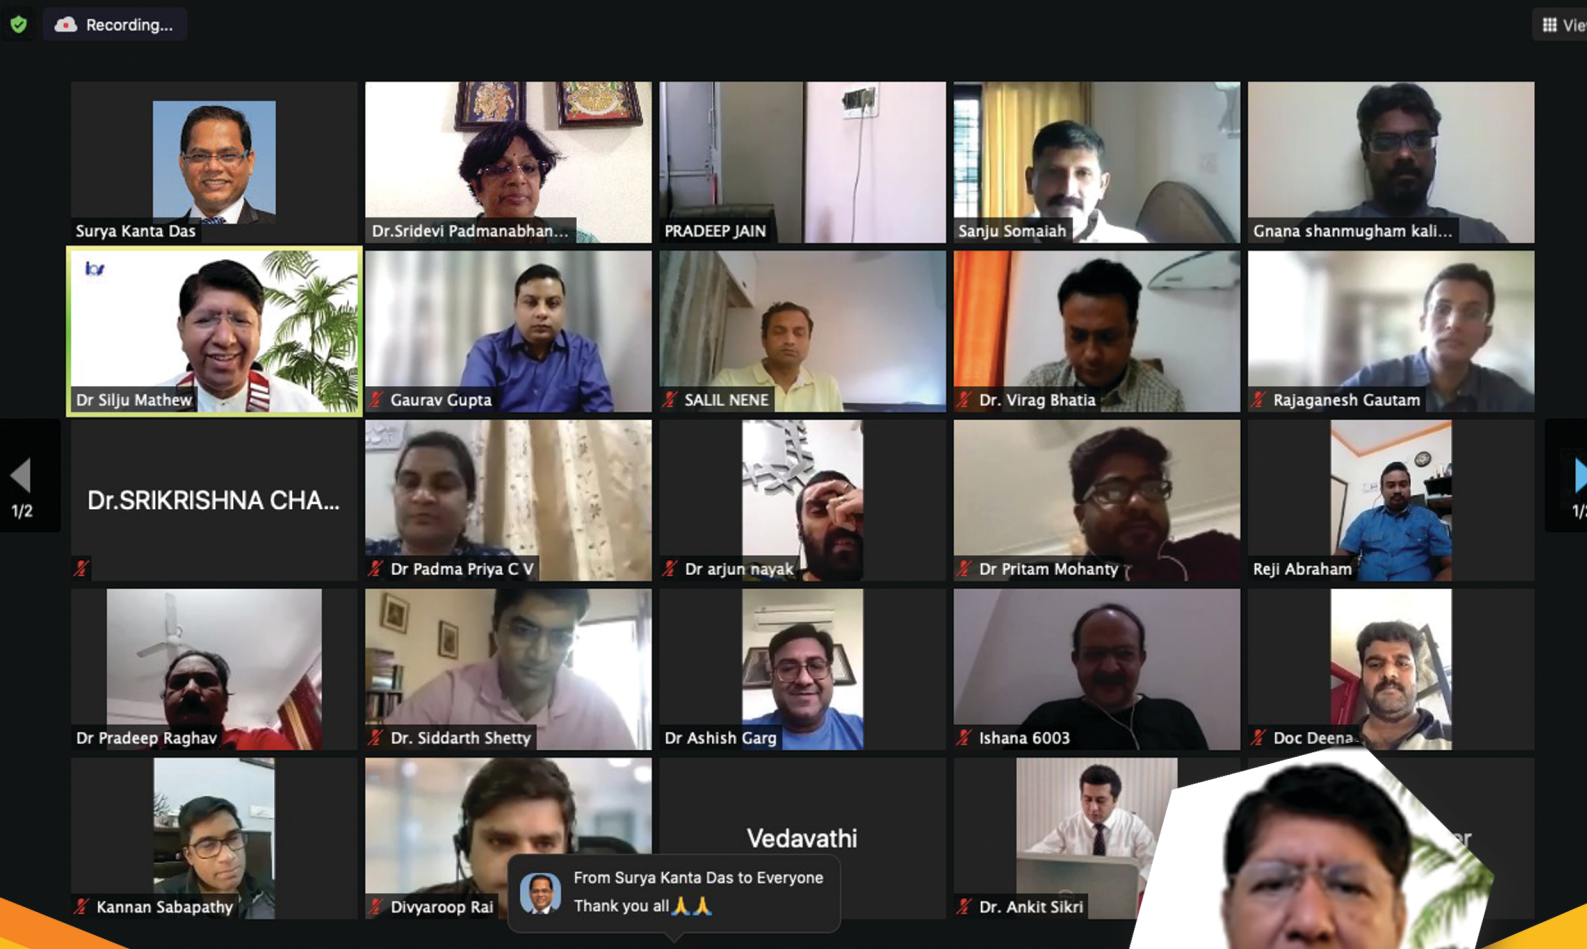 Recording...
Vie
Surya Kanta Das
Dr.Sridevi Padmanabhan...
PRADEEP JAIN
Sanju Somaiah
Gnana shanmugham kali...
ias
Dr Silju Mathew
Gaurav Gupta
SALIL NENE
Dr. Virag Bhatia
Rajaganesh Gautam
1/2
Dr.SRIKRISHNA CHA...
Dr Padma Priya C V
Dr arjun nayak
Dr Pritam Mohanty
Reji Abraham
Dr Pradeep Raghav
Dr. Siddarth Shetty
Dr Ashish Garg
Ishana 6003
Doc Deena
Kannan Sabapathy
Divyaroop Rai
Vedavathi
From Surya Kanta Das to Everyone
Thank you all🙏🙏
Dr. Ankit Sikri